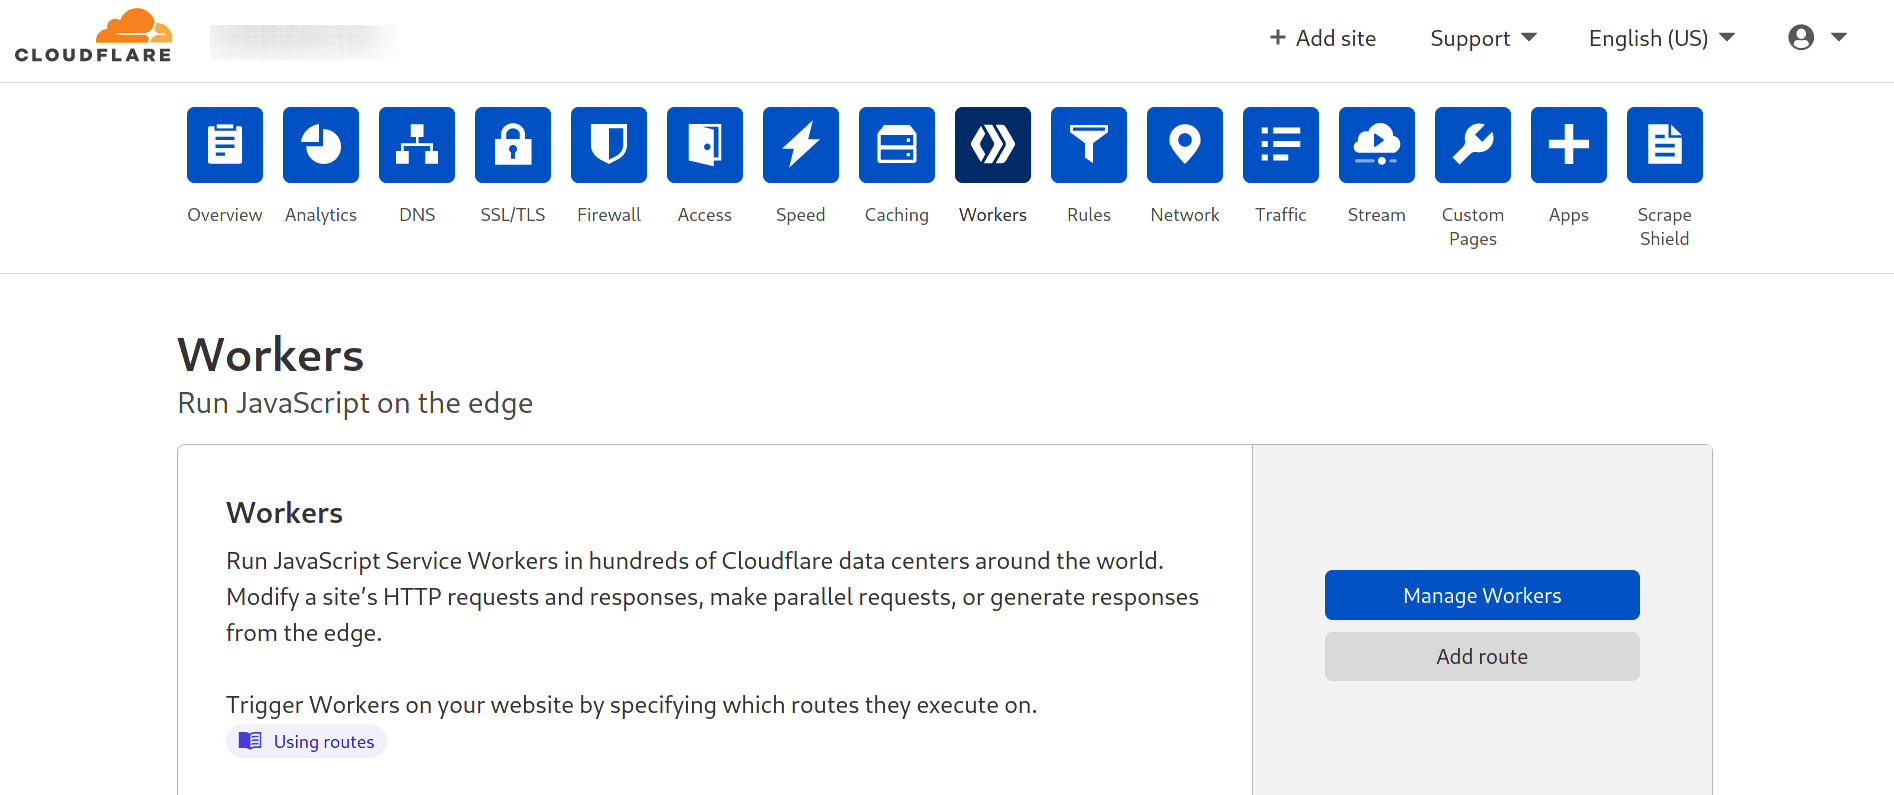 CLOUDFLARE
+ Add site
Support
English (US)
Overview
Analytics
DNS
SSL/TLS
Firewall
Access
Speed
Caching
Workers
Rules
Network
Traffic
Stream
Custom
Pages
Apps
Scrape
Shield
Workers
Run JavaScript on the edge
Workers
Run JavaScript Service Workers in hundreds of Cloudflare data centers around the world.
Modify a site’s HTTP requests and responses, make parallel requests, or generate responses
from the edge.
Trigger Workers on your website by specifying which routes they execute on.
Using routes
Manage Workers
Add route